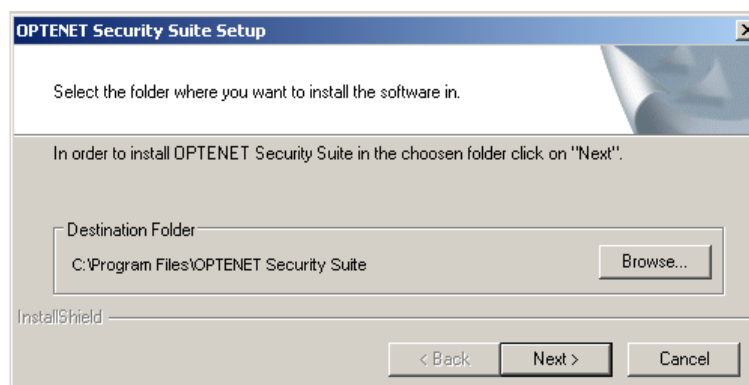 OPTENET Security Suite Setup
Select the folder where you want to install the software in.
In order to install OPTENET Security Suite in the choosen folder click on "Next".
Destination Folder
C:\Program Files\OPTENET Security Suite
Browse...
InstallShield
< Back
Next >
Cancel